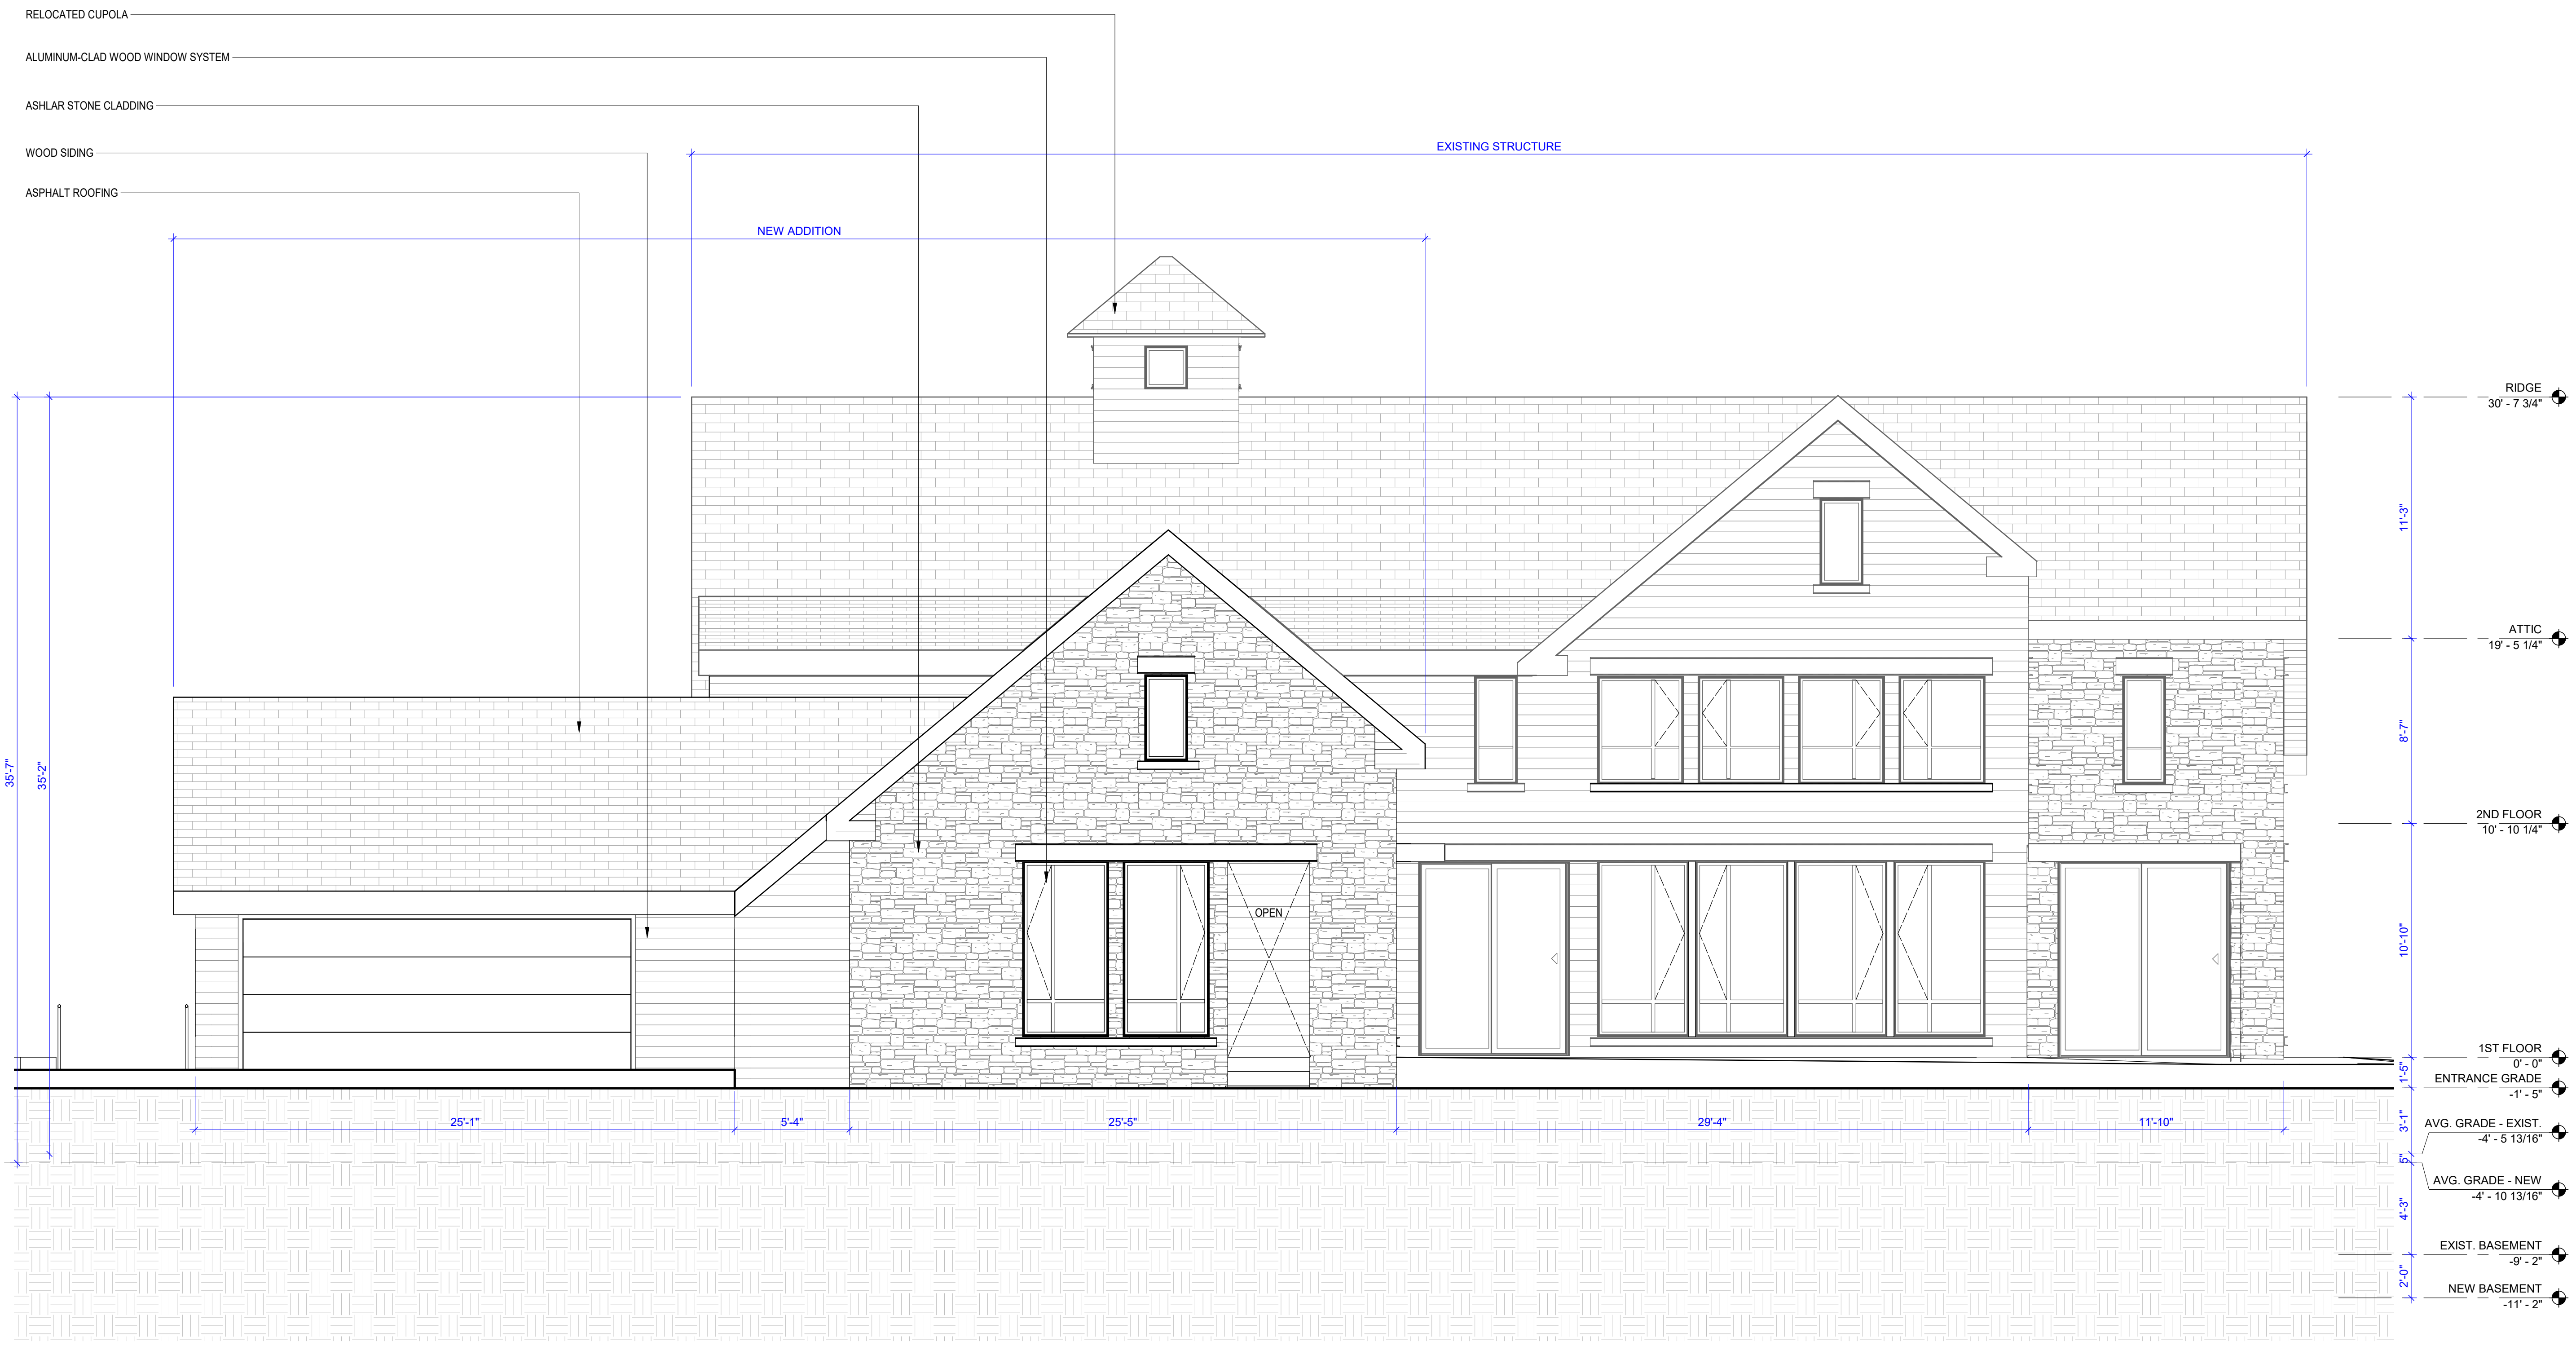 RELOCATED CUPOLA
ALUMINUM-CLAD WOOD WINDOW SYSTEM
ASHLAR STONE CLADDING
WOOD SIDING
ASPHALT ROOFING
EXISTING STRUCTURE
NEW ADDITION
35'-7"
35'-2"
OPEN
25'-1"
5'-4"
25'-5"
29'-4"
11'-10"
11'-3"
8'-7"
10'-10"
1'-5"
3'-1"
5"
4'-3"
2'-0"
RIDGE
30' - 7 3/4"
ATTIC
19' - 5 1/4"
2ND FLOOR
10' - 10 1/4"
1ST FLOOR
0' - 0"
ENTRANCE GRADE
-1' - 5"
AVG. GRADE - EXIST.
-4' - 5 13/16"
AVG. GRADE - NEW
-4' - 10 13/16"
EXIST. BASEMENT
-9' - 2"
NEW BASEMENT
-11' - 2"